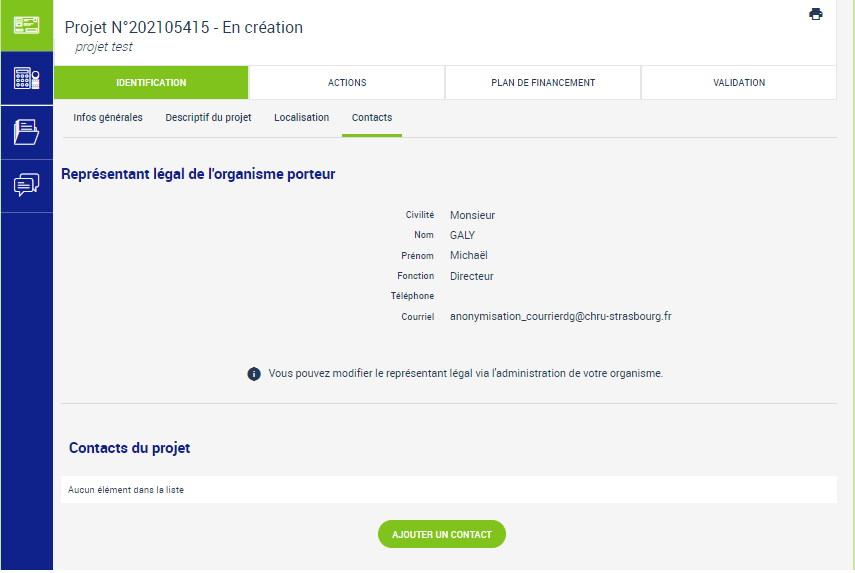 Projet N°202105415 - En création
projet test
IDENTIFICATION
ACTIONS
PLAN DE FINANCEMENT
VALIDATION
Infos générales
Descriptif du projet
Localisation
Contacts
Représentant légal de l'organisme porteur
Civilité Monsieur
Nom GALY
Prénom Michaël
Fonction Directeur
Téléphone
Courriel anonymisation_courrierdg@chru-strasbourg.fr
Vous pouvez modifier le représentant légal via l'administration de votre organisme.
Contacts du projet
Aucun élément dans la liste
AJOUTER UN CONTACT